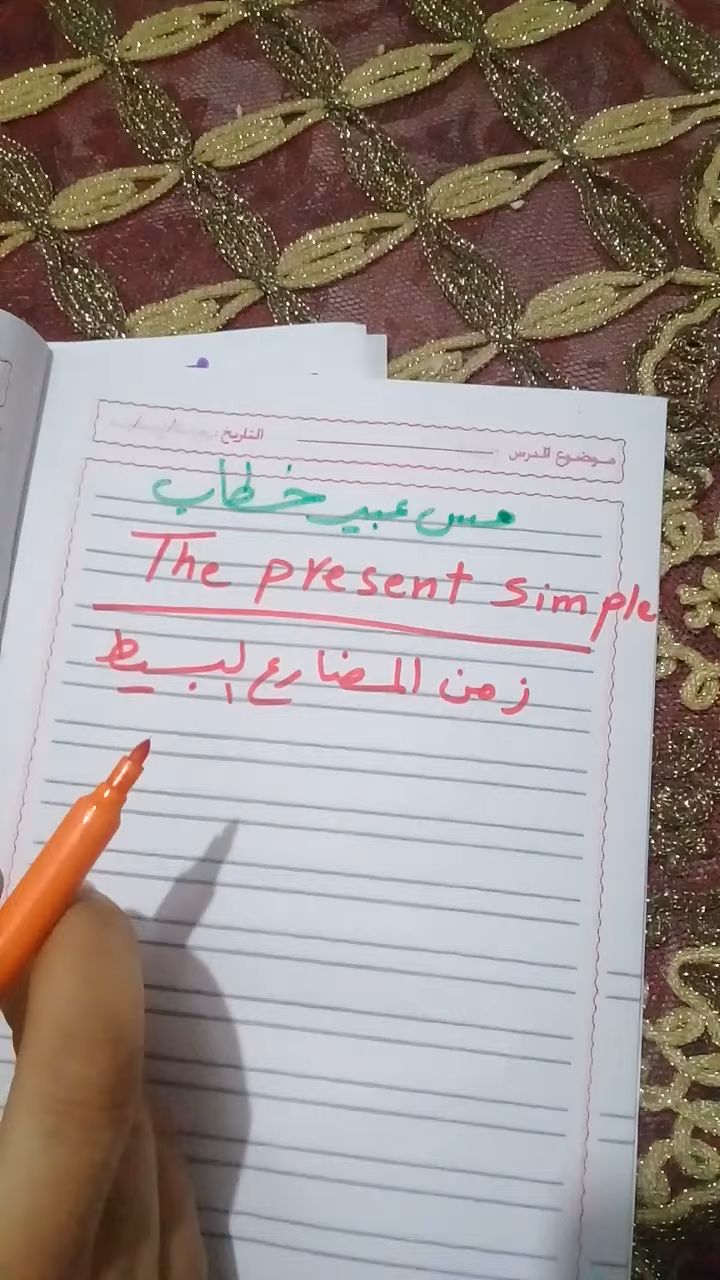 موضوع الدرس التاريخ: / /
مس عبير خطاب
The present simple
زمن المضارع البسيط